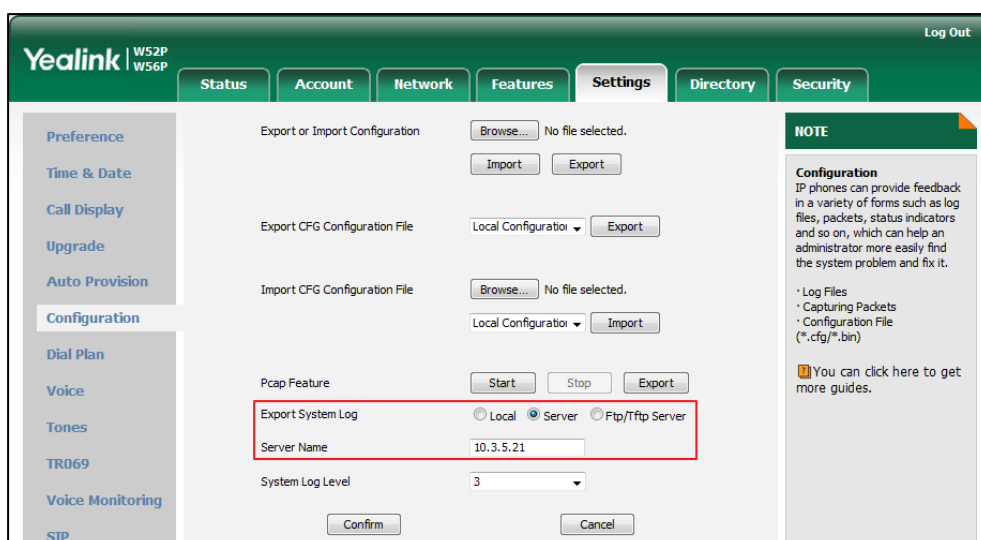 Log Out
Yealink W52P
W56P
Status Account Network Features Settings Directory Security
Preference
Time & Date
Call Display
Upgrade
Auto Provision
Configuration
Dial Plan
Voice
Tones
TR069
Voice Monitoring
SIP
Export or Import Configuration Browse... No file selected.
Import Export
Export CFG Configuration File Local Configuration Export
Import CFG Configuration File Browse... No file selected.
Local Configuration Import
Pcap Feature Start Stop Export
Export System Log Local Server Ftp/Tftp Server
Server Name 10.3.5.21
System Log Level 3
Confirm Cancel
NOTE
Configuration
IP phones can provide feedback
in a variety of forms such as log
files, packets, status indicators
and so on, which can help an
administrator more easily find
the system problem and fix it.
· Log Files
· Capturing Packets
· Configuration File
(*.cfg/*.bin)
You can click here to get
more guides.